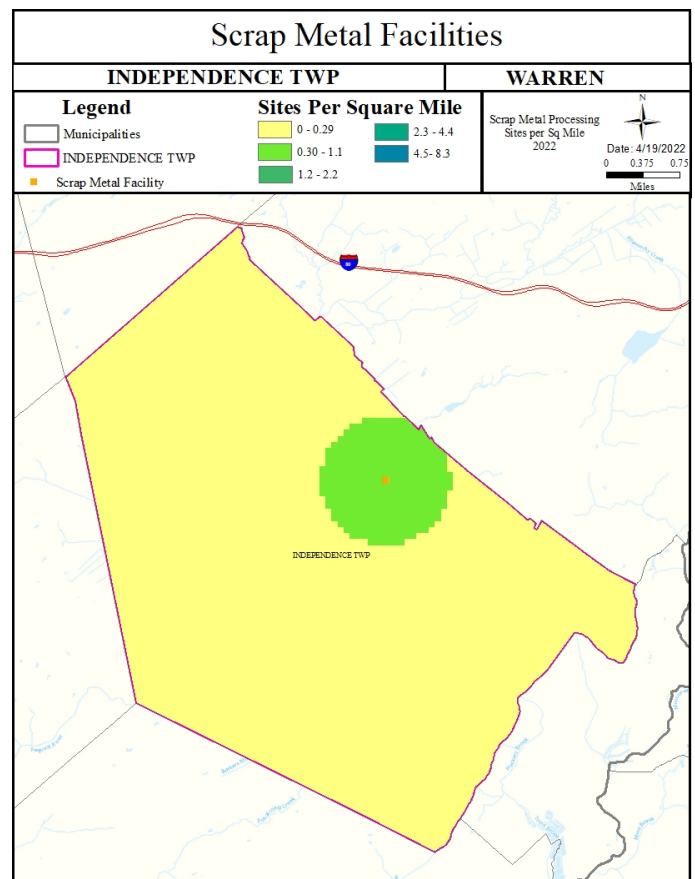 Scrap Metal Facilities
INDEPENDENCE TWP
WARREN
Legend
Municipalities
INDEPENDENCE TWP
Scrap Metal Facility
Sites Per Square Mile
0 - 0.29
0.30 - 1.1
1.2 - 2.2
2.3 - 4.4
4.5- 8.3
Scrap Metal Processing
Sites per Sq Mile
2022
N
Date: 4/19/2022
0 0.375 0.75
Miles
80
INDEPENDENCE TWP